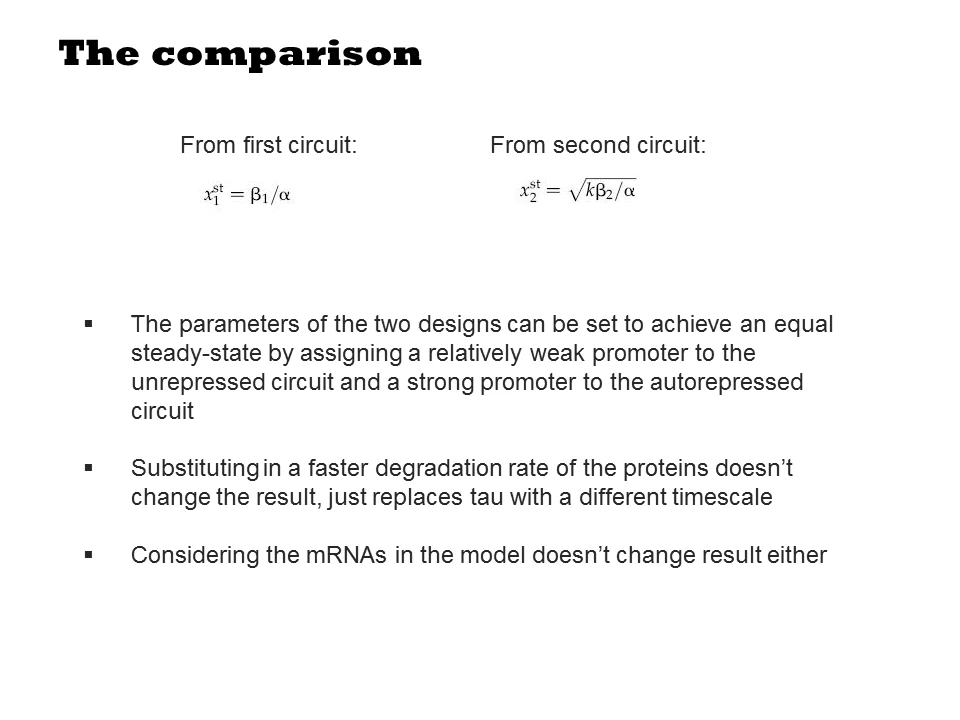 The comparison
From first circuit: From second circuit:
x₁ˢᵗ = β₁/α x₂ˢᵗ = √kβ₂/α
▪ The parameters of the two designs can be set to achieve an equal
steady-state by assigning a relatively weak promoter to the
unrepressed circuit and a strong promoter to the autorepressed
circuit
▪ Substituting in a faster degradation rate of the proteins doesn’t
change the result, just replaces tau with a different timescale
▪ Considering the mRNAs in the model doesn’t change result either